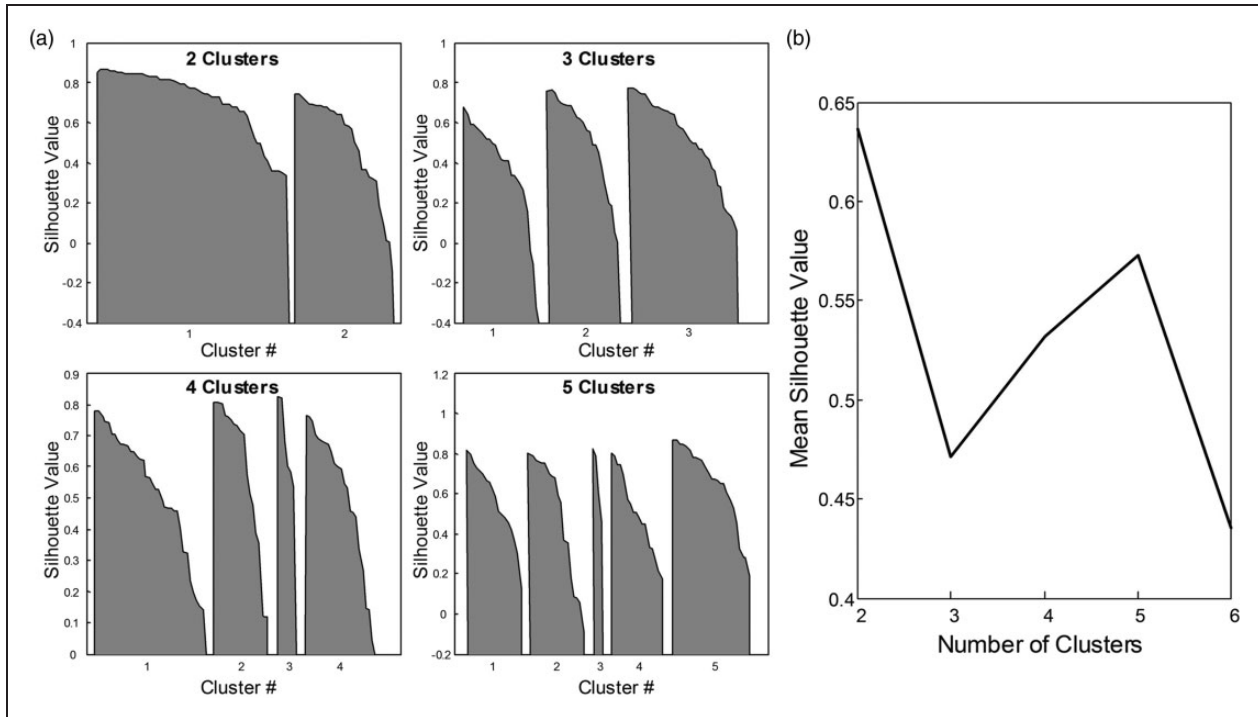 (a)
2 Clusters
Silhouette Value
1
0.8
0.6
0.4
0.2
0
-0.2
-0.4
1 2
Cluster #
3 Clusters
Silhouette Value
1
0.8
0.6
0.4
0.2
0
-0.2
-0.4
1 2 3
Cluster #
4 Clusters
Silhouette Value
0.9
0.8
0.7
0.6
0.5
0.4
0.3
0.2
0.1
0
1 2 3 4
Cluster #
5 Clusters
Silhouette Value
1.2
1
0.8
0.6
0.4
0.2
0
-0.2
1 2 3 4 5
Cluster #
(b)
Mean Silhouette Value
0.65
0.6
0.55
0.5
0.45
0.4
2 3 4 5 6
Number of Clusters